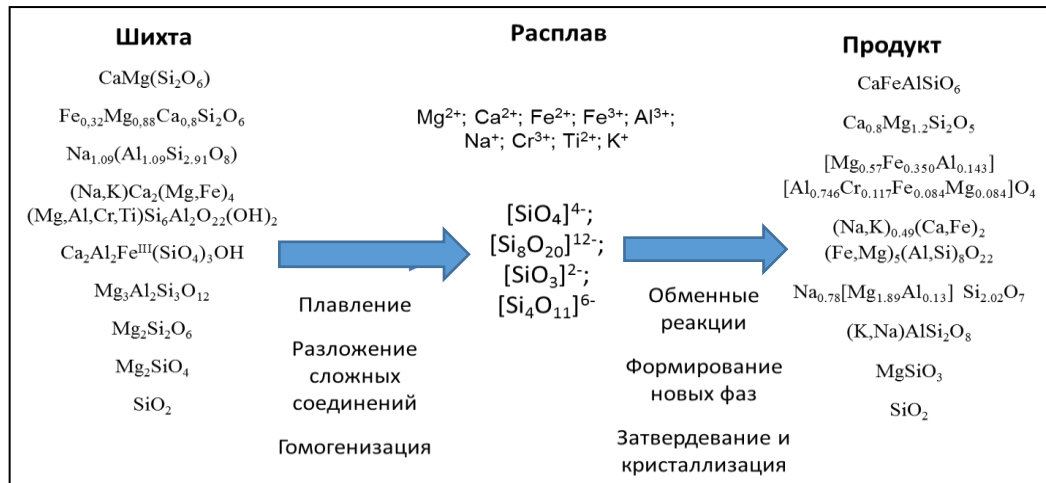 Шихта
CaMg(Si₂O₆)
Fe₀,₃₂Mg₀,₈₈Ca₀,₈Si₂O₆
Na₁.₀₉(Al₁.₀₉Si₂.₉₁O₈)
(Na,K)Ca₂(Mg,Fe)₄
(Mg,Al,Cr,Ti)Si₆Al₂O₂₂(OH)₂
Ca₂Al₂Feᴵᴵᴵ(SiO₄)₃OH
Mg₃Al₂Si₃O₁₂
Mg₂Si₂O₆
Mg₂SiO₄
SiO₂
Плавление
Разложение
сложных
соединений
Гомогенизация
Расплав
Mg²⁺; Ca²⁺; Fe²⁺; Fe³⁺; Al³⁺;
Na⁺; Cr³⁺; Ti²⁺; K⁺
[SiO₄]⁴⁻;
[Si₈O₂₀]¹²⁻;
[SiO₃]²⁻;
[Si₄O₁₁]⁶⁻
Обменные
реакции
Формирование
новых фаз
Затвердевание и
кристаллизация
Продукт
CaFeAlSiO₆
Ca₀.₈Mg₁.₂Si₂O₅
[Mg₀.₅₇Fe₀.₃₅₀Al₀.₁₄₃]
[Al₀.₇₄₆Cr₀.₁₁₇Fe₀.₀₈₄Mg₀.₀₈₄]O₄
(Na,K)₀.₄₉(Ca,Fe)₂
(Fe,Mg)₅(Al,Si)₈O₂₂
Na₀.₇₈[Mg₁.₈₉Al₀.₁₃] Si₂.₀₂O₇
(K,Na)AlSi₂O₈
MgSiO₃
SiO₂